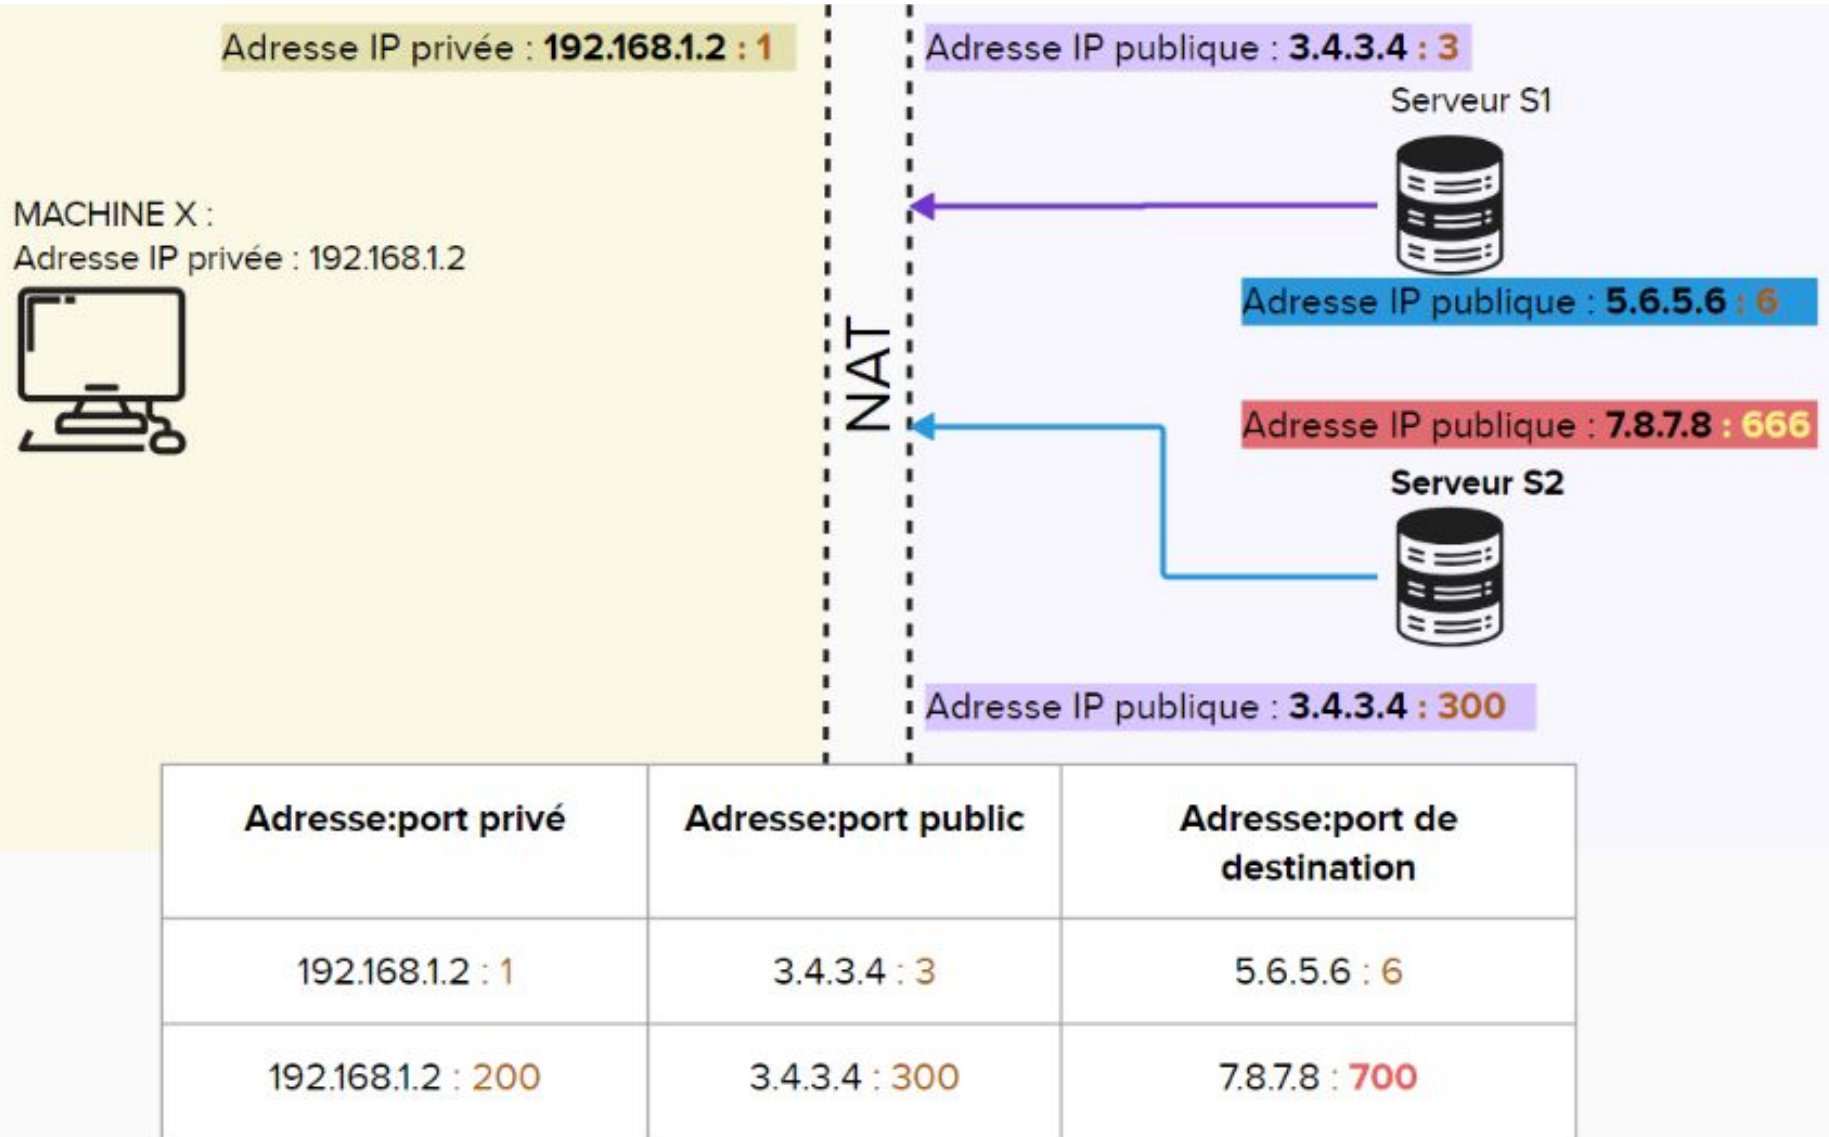 Adresse IP privée : 192.168.1.2 : 1
Adresse IP publique : 3.4.3.4 : 3
Serveur S1
MACHINE X :
Adresse IP privée : 192.168.1.2
Adresse IP publique : 5.6.5.6 : 6
NAT
Adresse IP publique : 7.8.7.8 : 666
Serveur S2
Adresse IP publique : 3.4.3.4 : 300
Adresse:port privé
Adresse:port public
Adresse:port de
destination
192.168.1.2 : 1
3.4.3.4 : 3
5.6.5.6 : 6
192.168.1.2 : 200
3.4.3.4 : 300
7.8.7.8 : 700